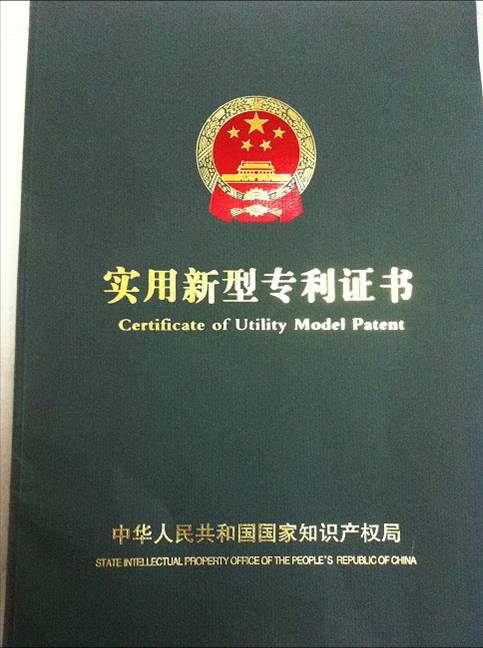 实用新型专利证书
Certificate of Utility Model Patent
中华人民共和国国家知识产权局
STATE INTELLECTUAL PROPERTY OFFICE OF THE PEOPLE'S REPUBLIC OF CHINA